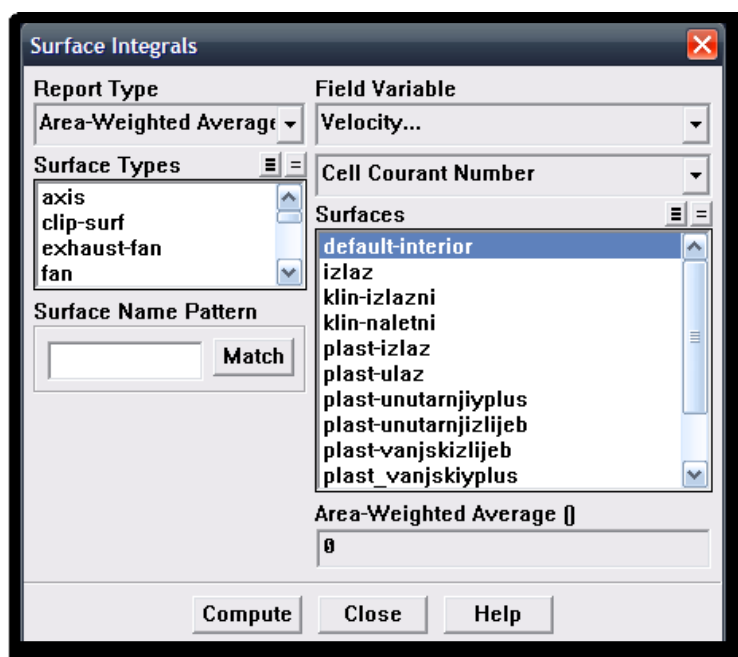 Surface Integrals
Report Type
Area-Weighted Average
Surface Types
axis
clip-surf
exhaust-fan
fan
Surface Name Pattern
Match
Field Variable
Velocity...
Cell Courant Number
Surfaces
default-interior
izlaz
klin-izlazni
klin-naletni
plast-izlaz
plast-ulaz
plast-unutarnjiyplus
plast-unutarnjizlijeb
plast-vanjskizlijeb
plast_vanjskiyplus
Area-Weighted Average ()
0
Compute Close Help